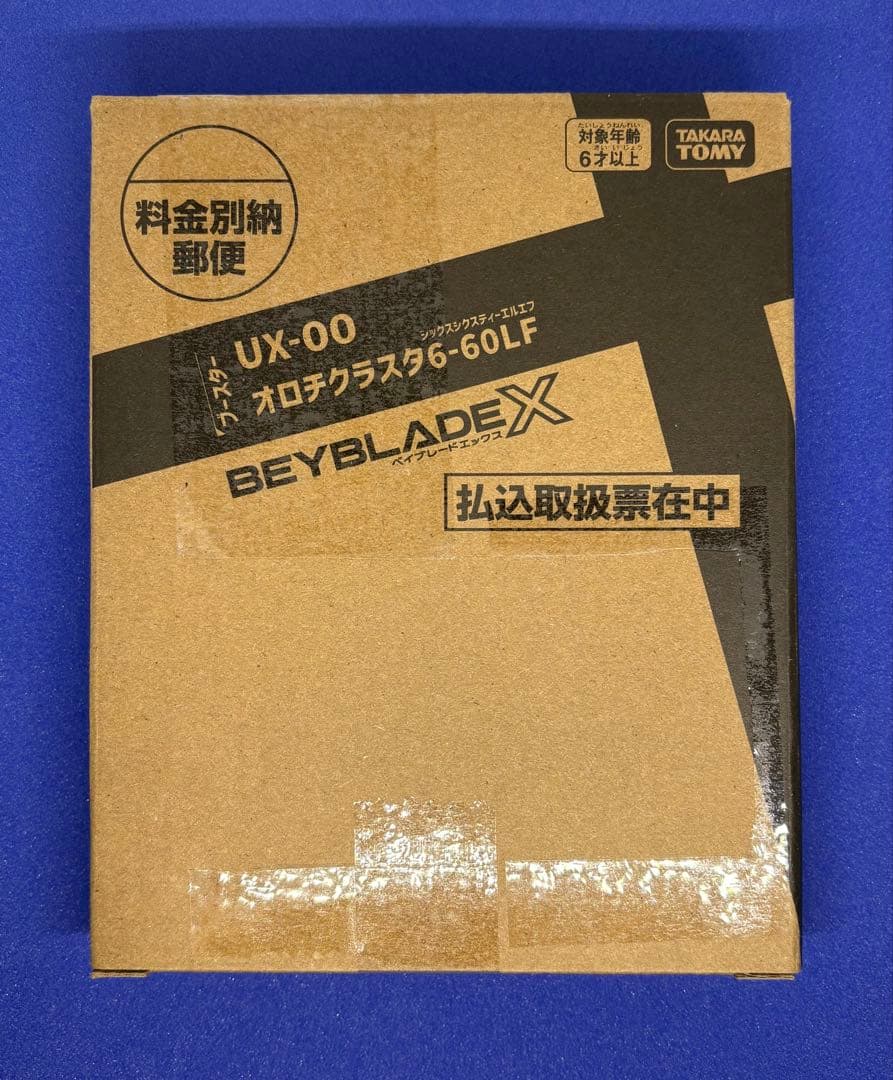 料金別納
郵便
たいしょうねんれい
対象年齢
さい いじょう
6才以上
TAKARA
TOMY
ブースター
UX-00
シックスシクスティーエルエフ
オロチクラスタ6-60LF
BEYBLADE X
ベイブレードエックス
払込取扱票在中